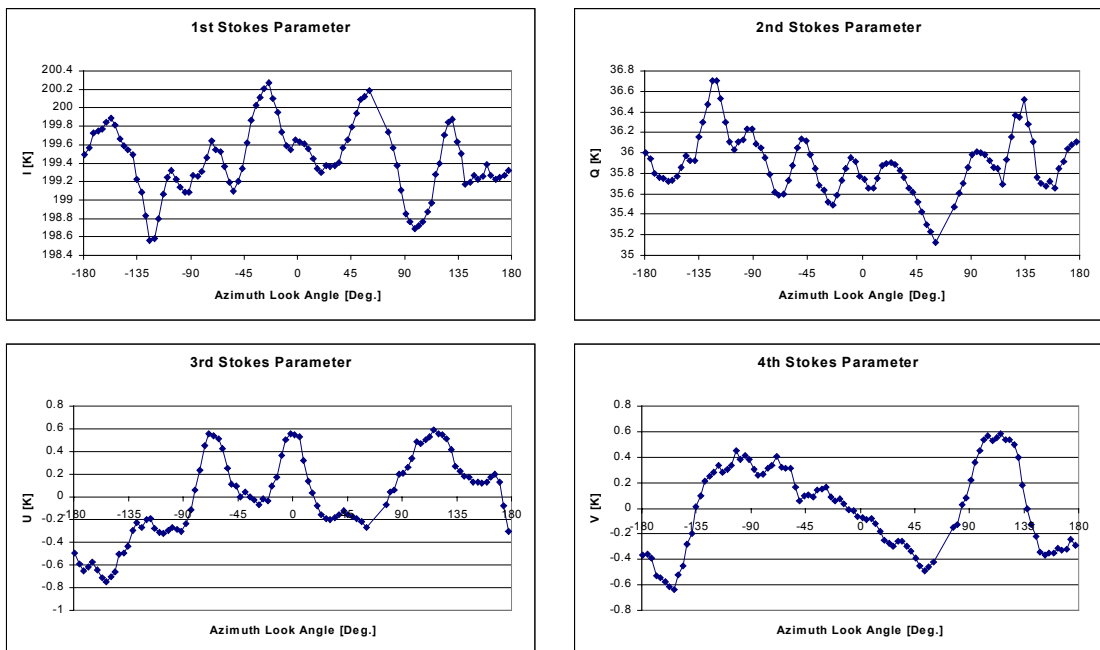 1st Stokes Parameter
I [K]
200.4
200.2
200
199.8
199.6
199.4
199.2
199
198.8
198.6
198.4
-180 -135 -90 -45 0 45 90 135 180
Azimuth Look Angle [Deg.]
2nd Stokes Parameter
Q [K]
36.8
36.6
36.4
36.2
36
35.8
35.6
35.4
35.2
35
-180 -135 -90 -45 0 45 90 135 180
Azimuth Look Angle [Deg.]
3rd Stokes Parameter
U [K]
0.8
0.6
0.4
0.2
0
-0.2
-0.4
-0.6
-0.8
-1
-180 -135 -90 -45 0 45 90 135 180
Azimuth Look Angle [Deg.]
4th Stokes Parameter
V [K]
0.8
0.6
0.4
0.2
0
-0.2
-0.4
-0.6
-0.8
-180 -135 -90 -45 0 45 90 135 180
Azimuth Look Angle [Deg.]